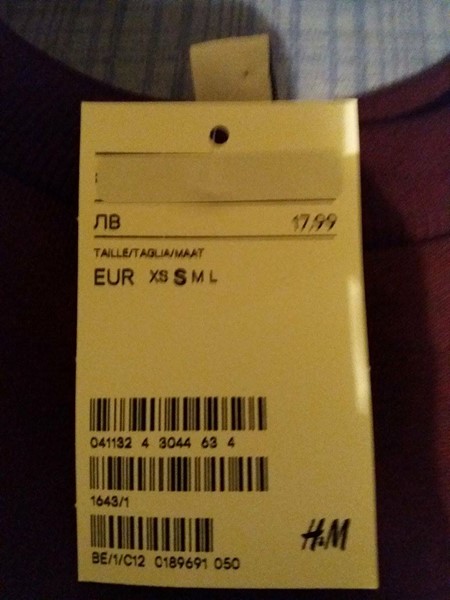 ЛВ 17,99
TAILLE/TAGLIA/MAAT
EUR XS S M L
041132 4 3044 63 4
1643/1
H&M
BE/1/C12 0189691 050